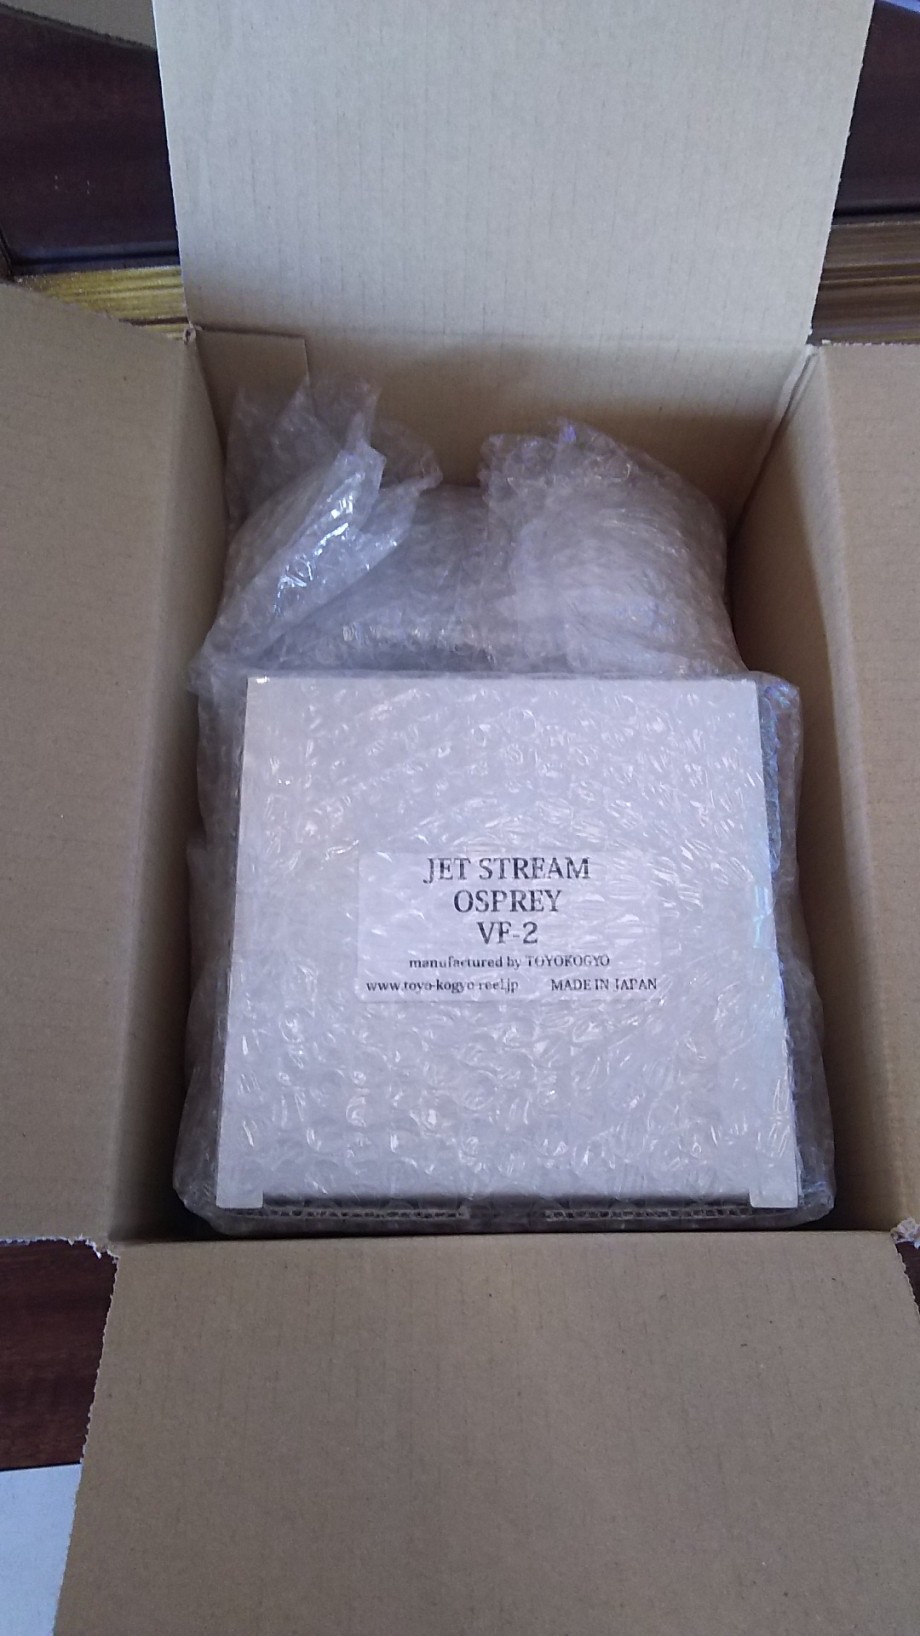 JET STREAM
OSPREY
VF-2
manufactured by TOYOKOGYO
www.toyo-kogyo-reel.jp MADE IN JAPAN